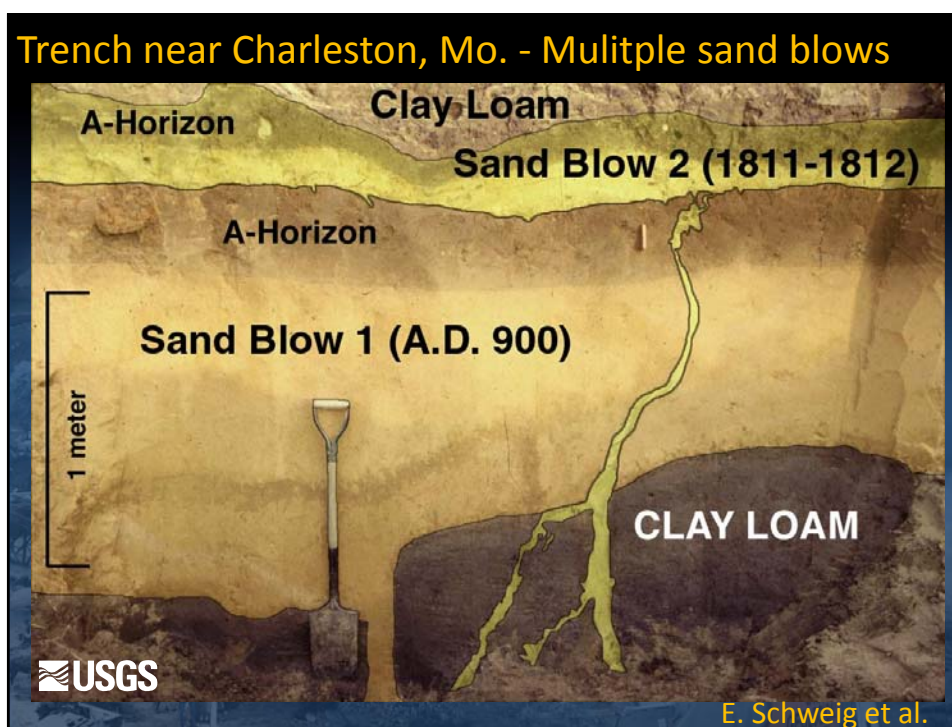 Trench near Charleston, Mo. - Mulitple sand blows
Clay Loam
A-Horizon
Sand Blow 2 (1811-1812)
A-Horizon
Sand Blow 1 (A.D. 900)
1 meter
CLAY LOAM
USGS
E. Schweig et al.